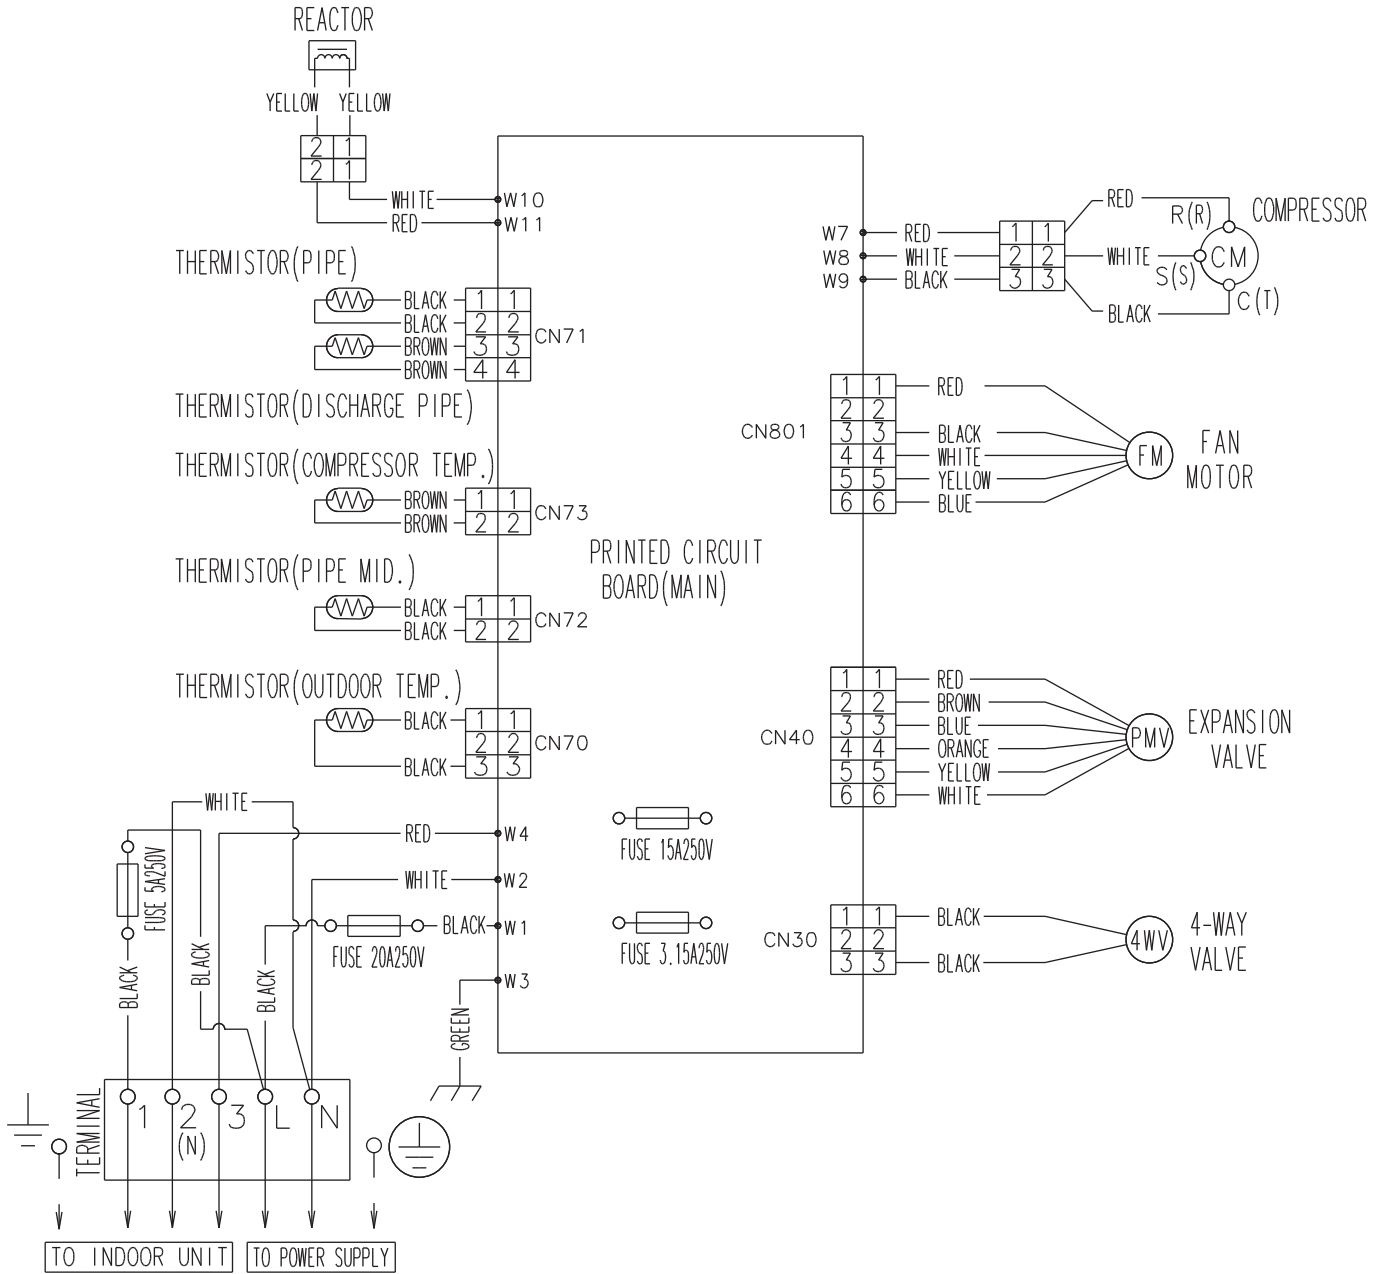 REACTOR
YELLOW YELLOW
2 1
2 1
WHITE W10
RED W11
THERMISTOR(PIPE)
BLACK 1 1
BLACK 2 2
BROWN 3 3
BROWN 4 4
CN71
THERMISTOR(DISCHARGE PIPE)
THERMISTOR(COMPRESSOR TEMP.)
BROWN 1 1
BROWN 2 2
CN73
THERMISTOR(PIPE MID.)
BLACK 1 1
BLACK 2 2
CN72
THERMISTOR(OUTDOOR TEMP.)
BLACK 1 1
2 2
BLACK 3 3
CN70
PRINTED CIRCUIT
BOARD(MAIN)
W7 RED 1 1
W8 WHITE 2 2
W9 BLACK 3 3
RED
WHITE
BLACK
R(R)
S(S)
C(T)
CM
COMPRESSOR
CN801
1 1 RED
2 2
3 3 BLACK
4 4 WHITE
5 5 YELLOW
6 6 BLUE
FM
FAN
MOTOR
CN40
1 1 RED
2 2 BROWN
3 3 BLUE
4 4 ORANGE
5 5 YELLOW
6 6 WHITE
PMV
EXPANSION
VALVE
CN30
1 1 BLACK
2 2
3 3 BLACK
4WV
4-WAY
VALVE
FUSE 15A250V
FUSE 3.15A250V
WHITE
RED W4
WHITE W2
BLACK W1
FUSE 20A250V
W3
GREEN
FUSE 5A250V
BLACK
BLACK
BLACK
TERMINAL
1 2 3 L N
(N)
TO INDOOR UNIT
TO POWER SUPPLY